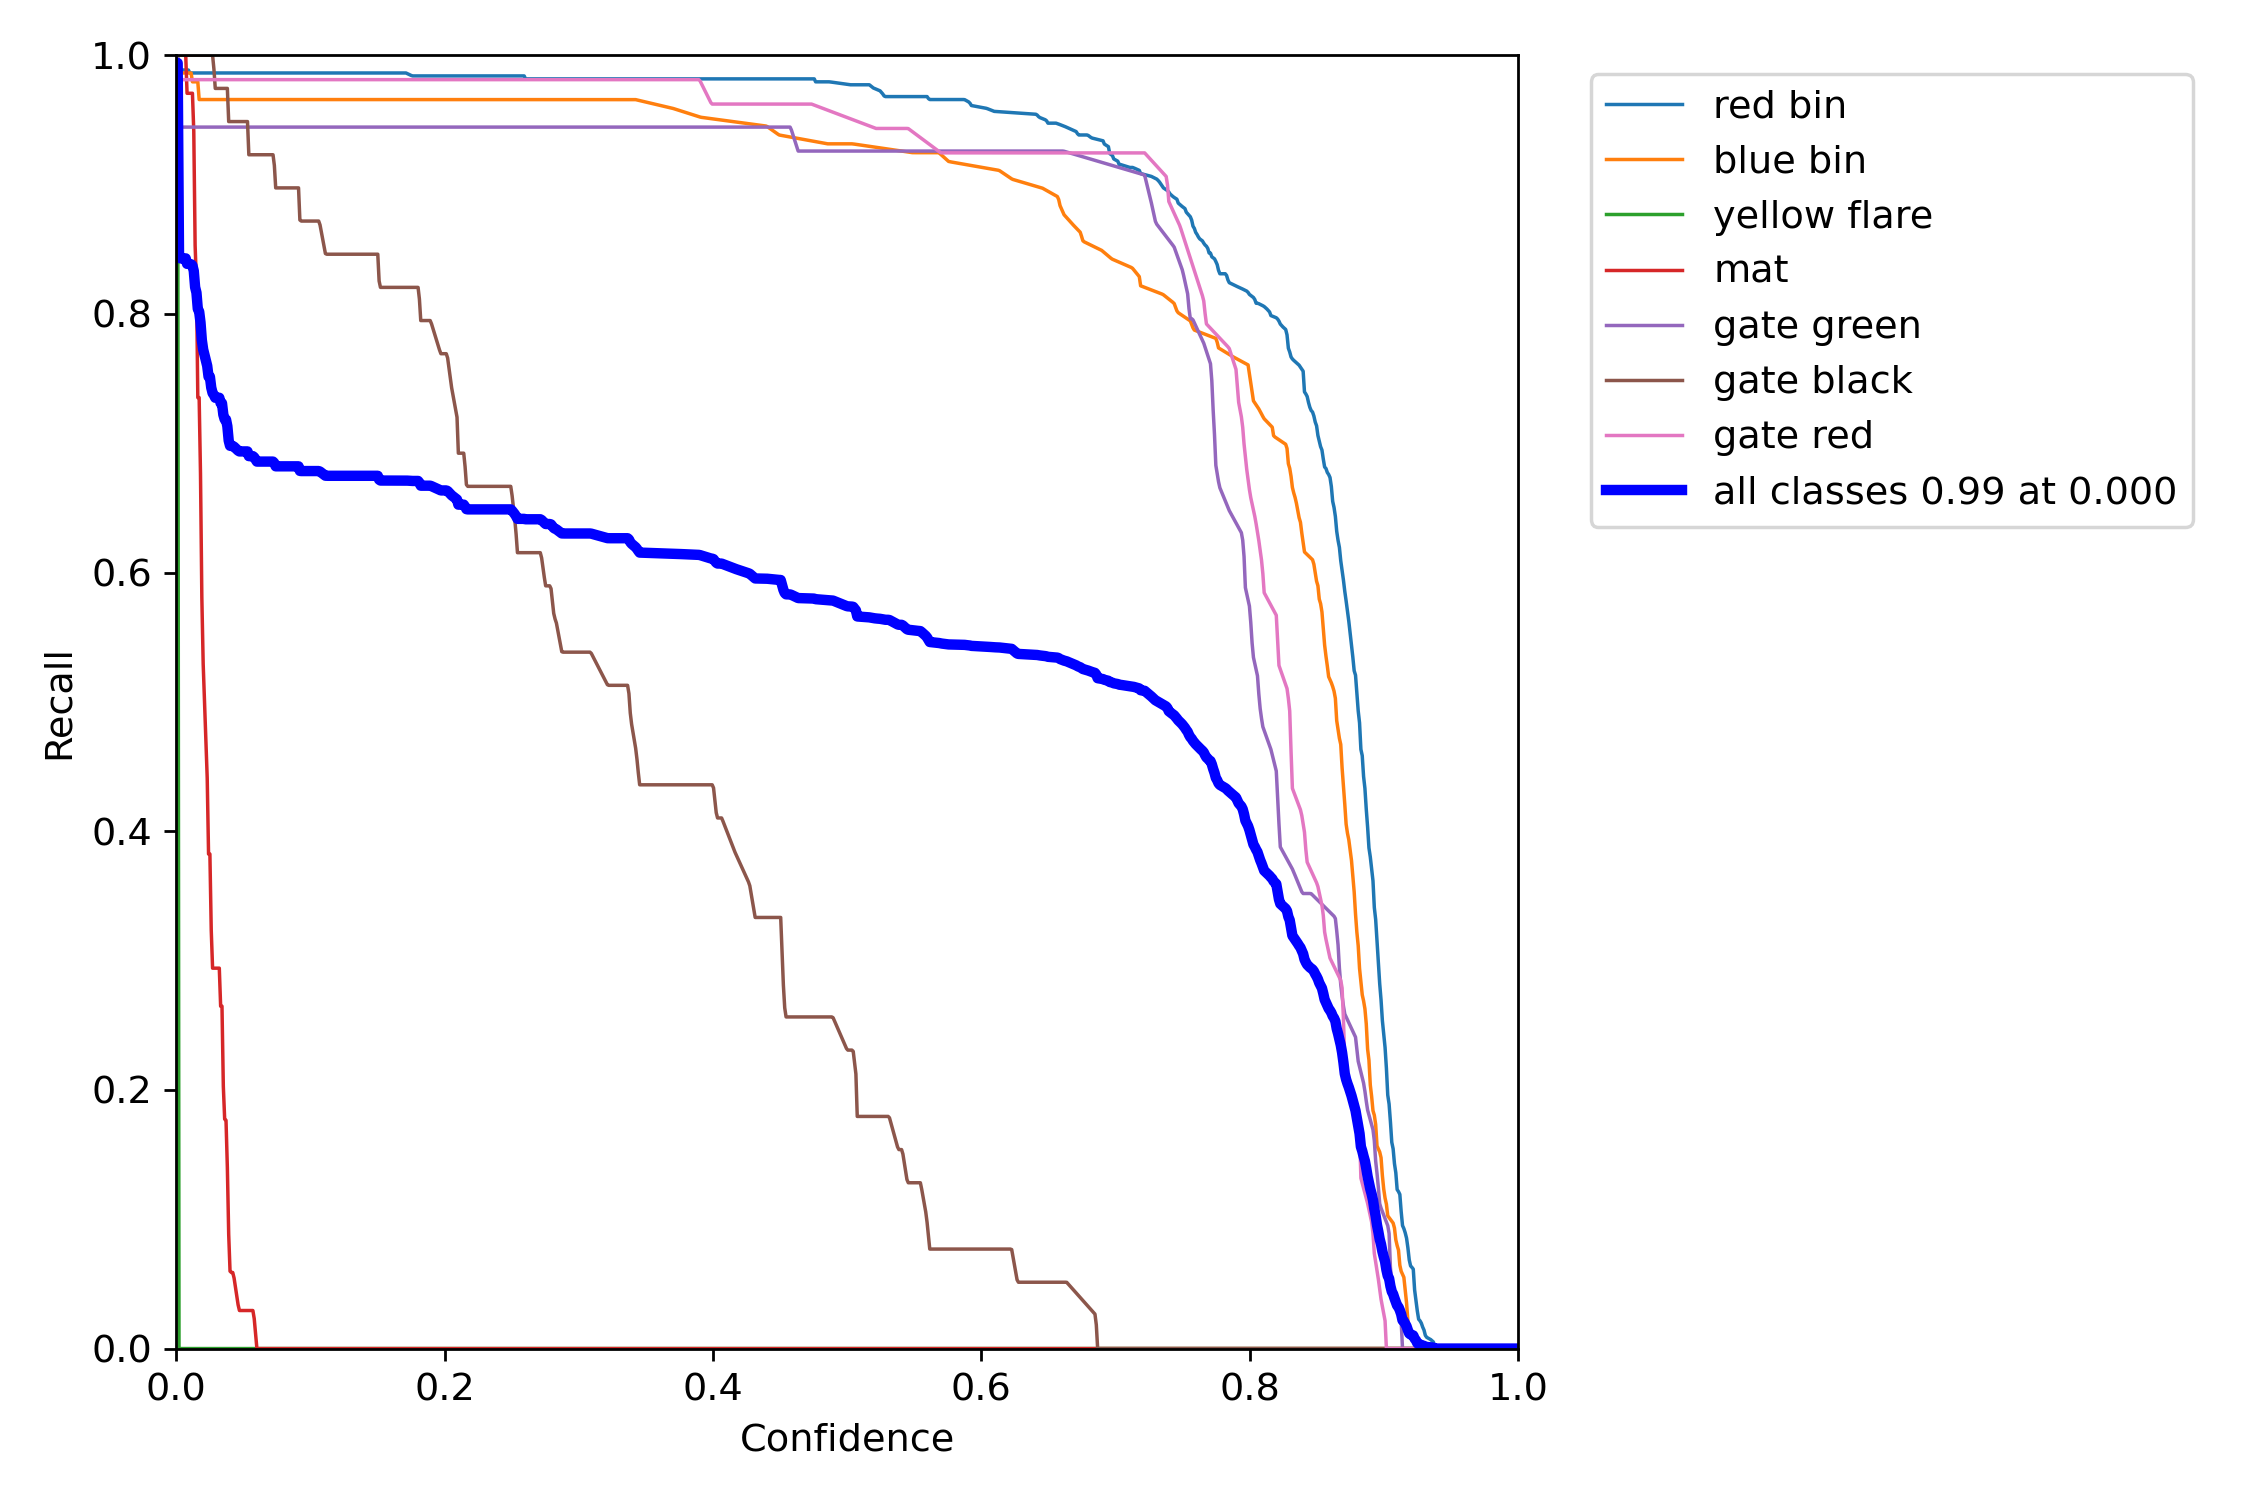 1.0
0.8
0.6
0.4
0.2
0.0
Recall
0.0 0.2 0.4 0.6 0.8 1.0
Confidence
red bin
blue bin
yellow flare
mat
gate green
gate black
gate red
all classes 0.99 at 0.000